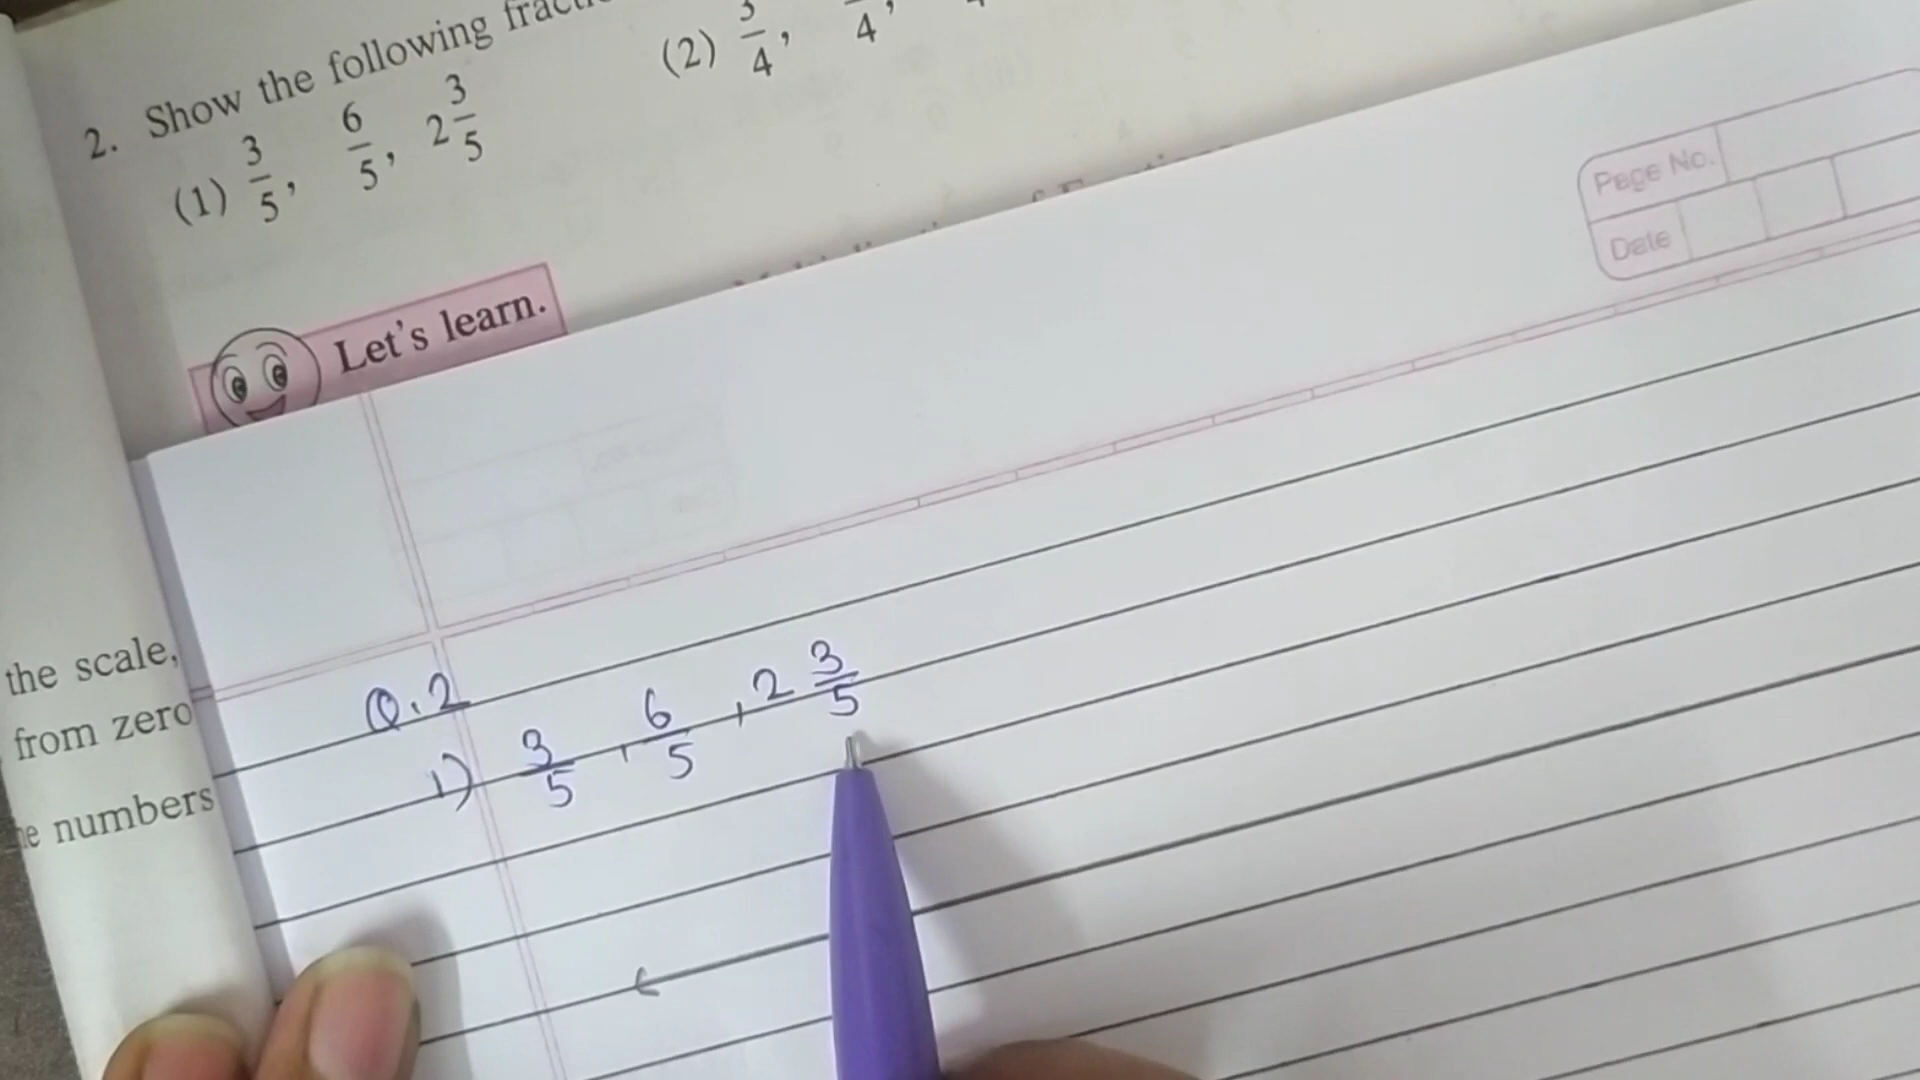 2. Show the following
(1) 3/5, 6/5, 2 3/5
(2) 3/4,
Let's learn.
Page No.
Date
the scale,
from zero
numbers
Q.2
1) 3/5 , 6/5 , 2 3/5